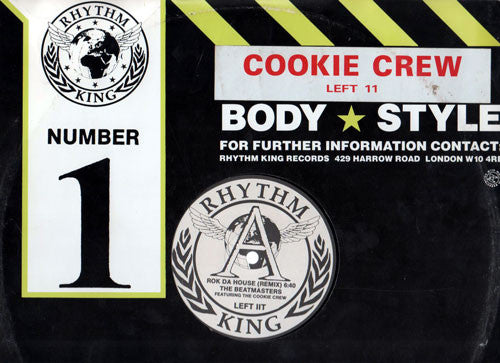 RHYTHM
KING
NUMBER
1
COOKIE CREW
LEFT 11
BODY ★ STYLE
FOR FURTHER INFORMATION CONTACT:
RHYTHM KING RECORDS 429 HARROW ROAD LONDON W10 4RE
RHYTHM
A
ROK DA HOUSE (REMIX) 6:40
THE BEATMASTERS
FEATURING THE COOKIE CREW
LEFT IIT
KING